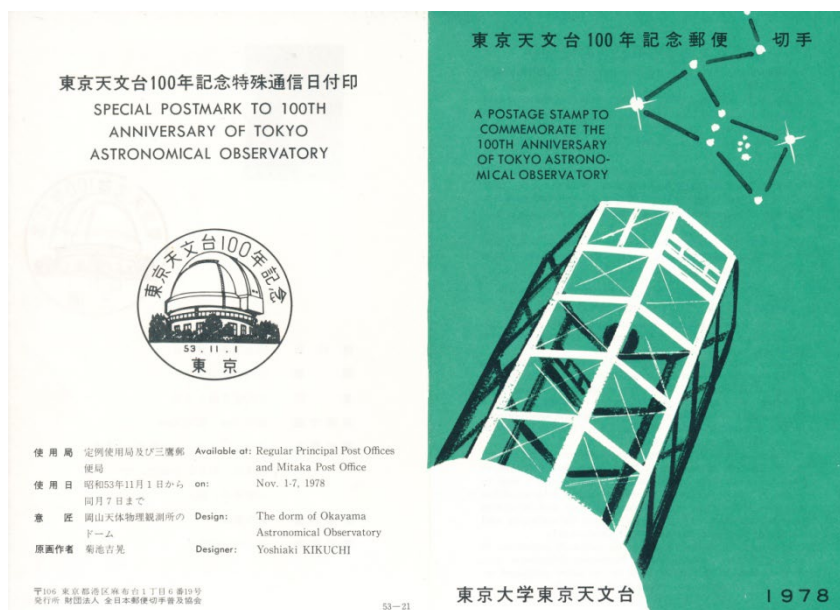 東京天文台100年記念特殊通信日付印
SPECIAL POSTMARK TO 100TH
ANNIVERSARY OF TOKYO
ASTRONOMICAL OBSERVATORY
東京天文台100年記念
53.11.1
東京
使用局 定例使用局及び三鷹郵 Available at: Regular Principal Post Offices
便局 and Mitaka Post Office
使用日 昭和53年11月1日から on: Nov. 1-7, 1978
同月7日まで
意匠 岡山天体物理観測所の Design: The dorm of Okayama
ドーム Astronomical Observatory
原画作者 菊池吉晃 Designer: Yoshiaki KIKUCHI
〒106 東京都港区麻布台1丁目6番19号
発行所 財団法人 全日本郵便切手普及協会
53-21
東京天文台100年記念郵便切手
A POSTAGE STAMP TO
COMMEMORATE THE
100TH ANNIVERSARY
OF TOKYO ASTRONO-
MICAL OBSERVATORY
東京大学東京天文台 1978